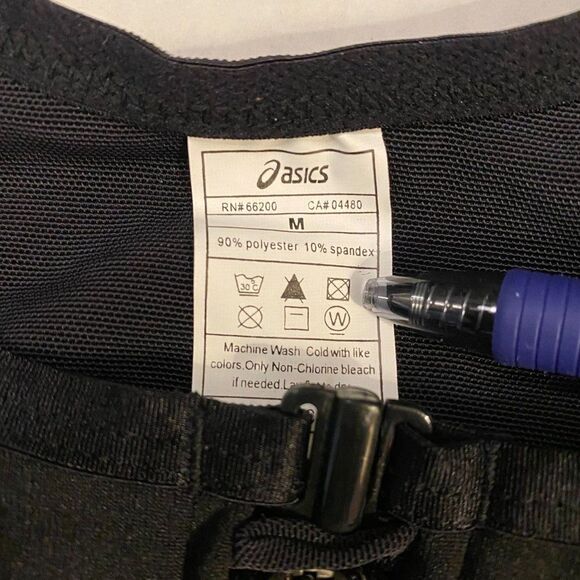 asics
RN#66200 CA#04480
M
90% polyester 10% spandex
30C
W
Machine Wash Cold with like
colors.Only Non-Chlorine bleach
if needed.